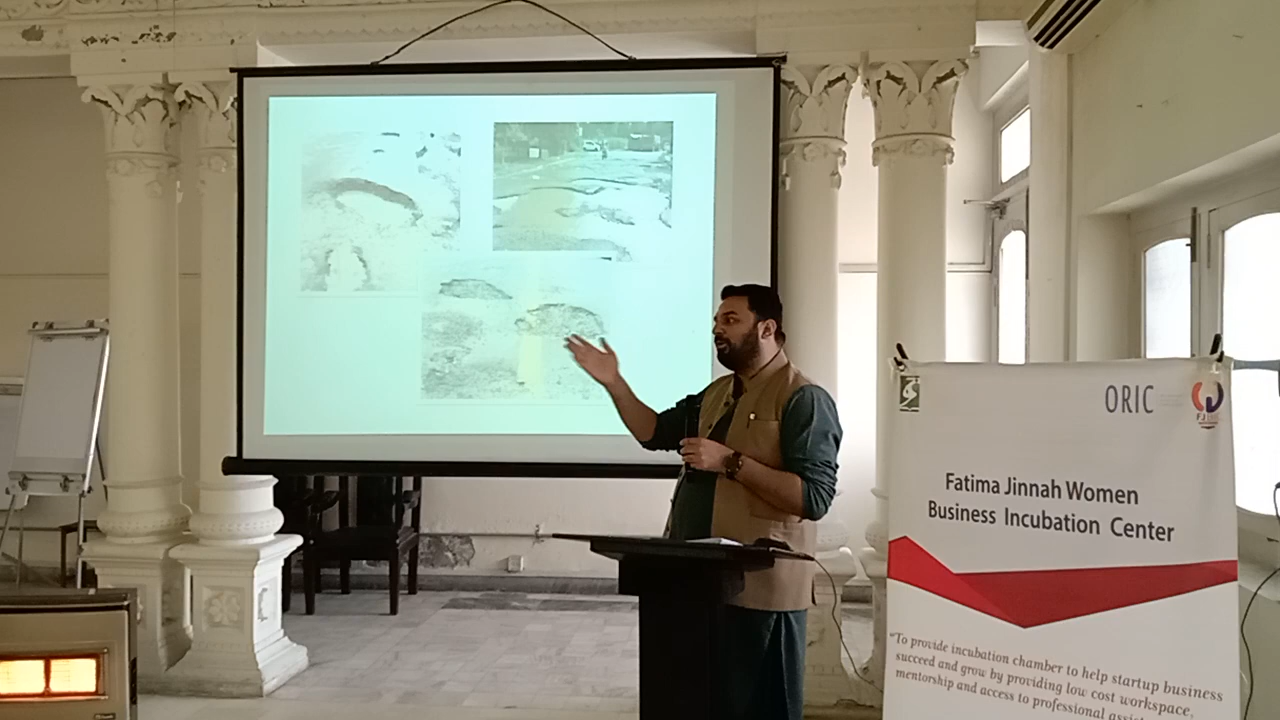 ORIC
FJ
Fatima Jinnah Women
Business Incubation Center
"To provide incubation chamber to help startup business
succeed and grow by providing low cost workspace,
mentorship and access to professional